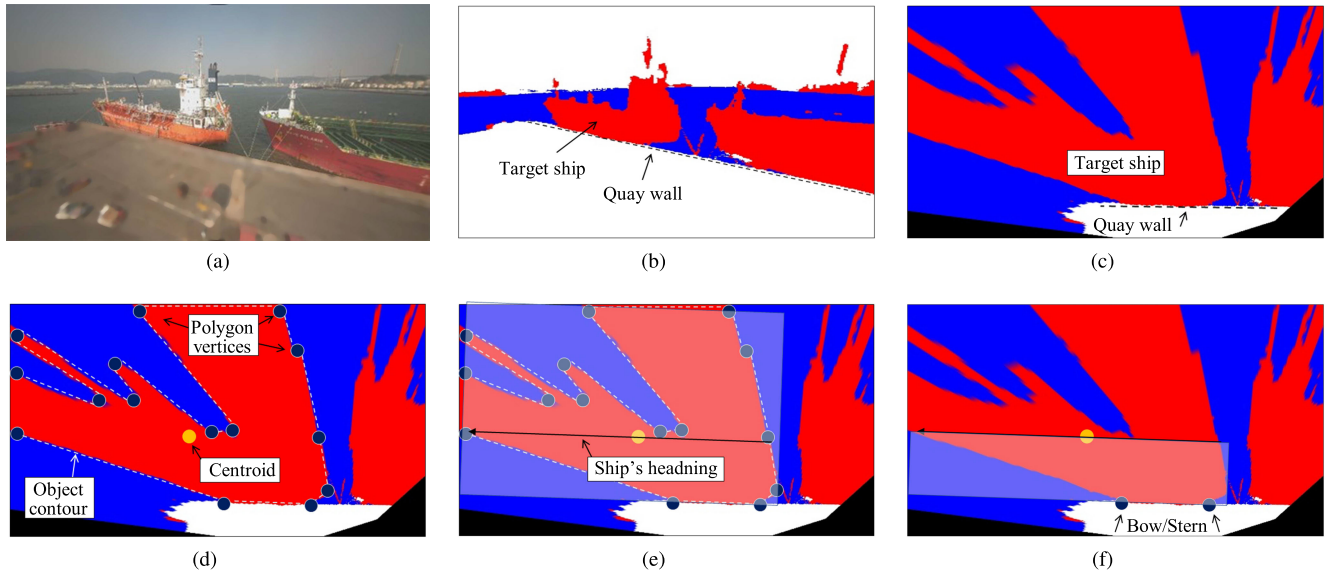 Target ship
Quay wall
(a)
(b)
Target ship
Quay wall
(c)
Polygon
vertices
Centroid
Object
contour
(d)
Ship's headning
(e)
Bow/Stern
(f)